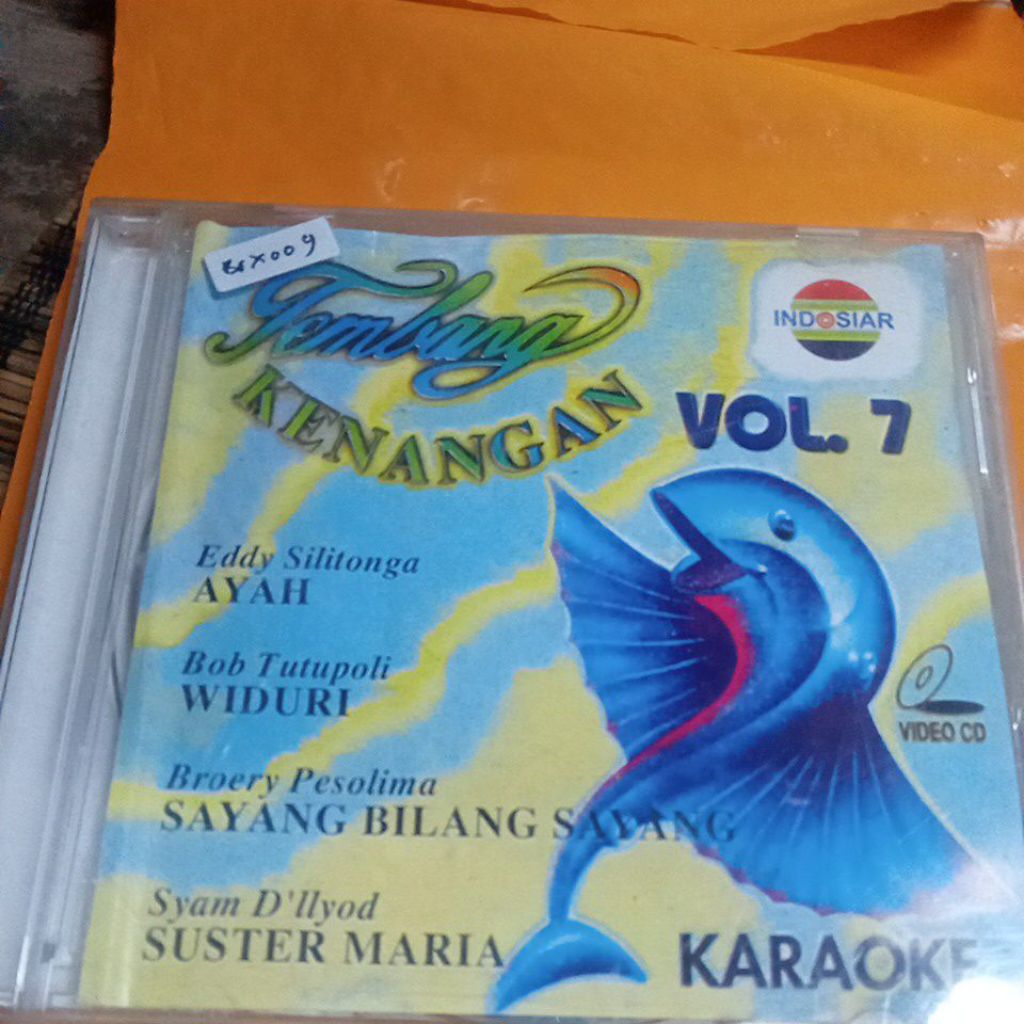 Tembang
KENANGAN
INDOSIAR
VOL. 7
Eddy Silitonga
AYAH
Bob Tutupoli
WIDURI
Broery Pesolima
SAYANG BILANG SAYANG
Syam D'llyod
SUSTER MARIA
VIDEO CD
KARAOKE